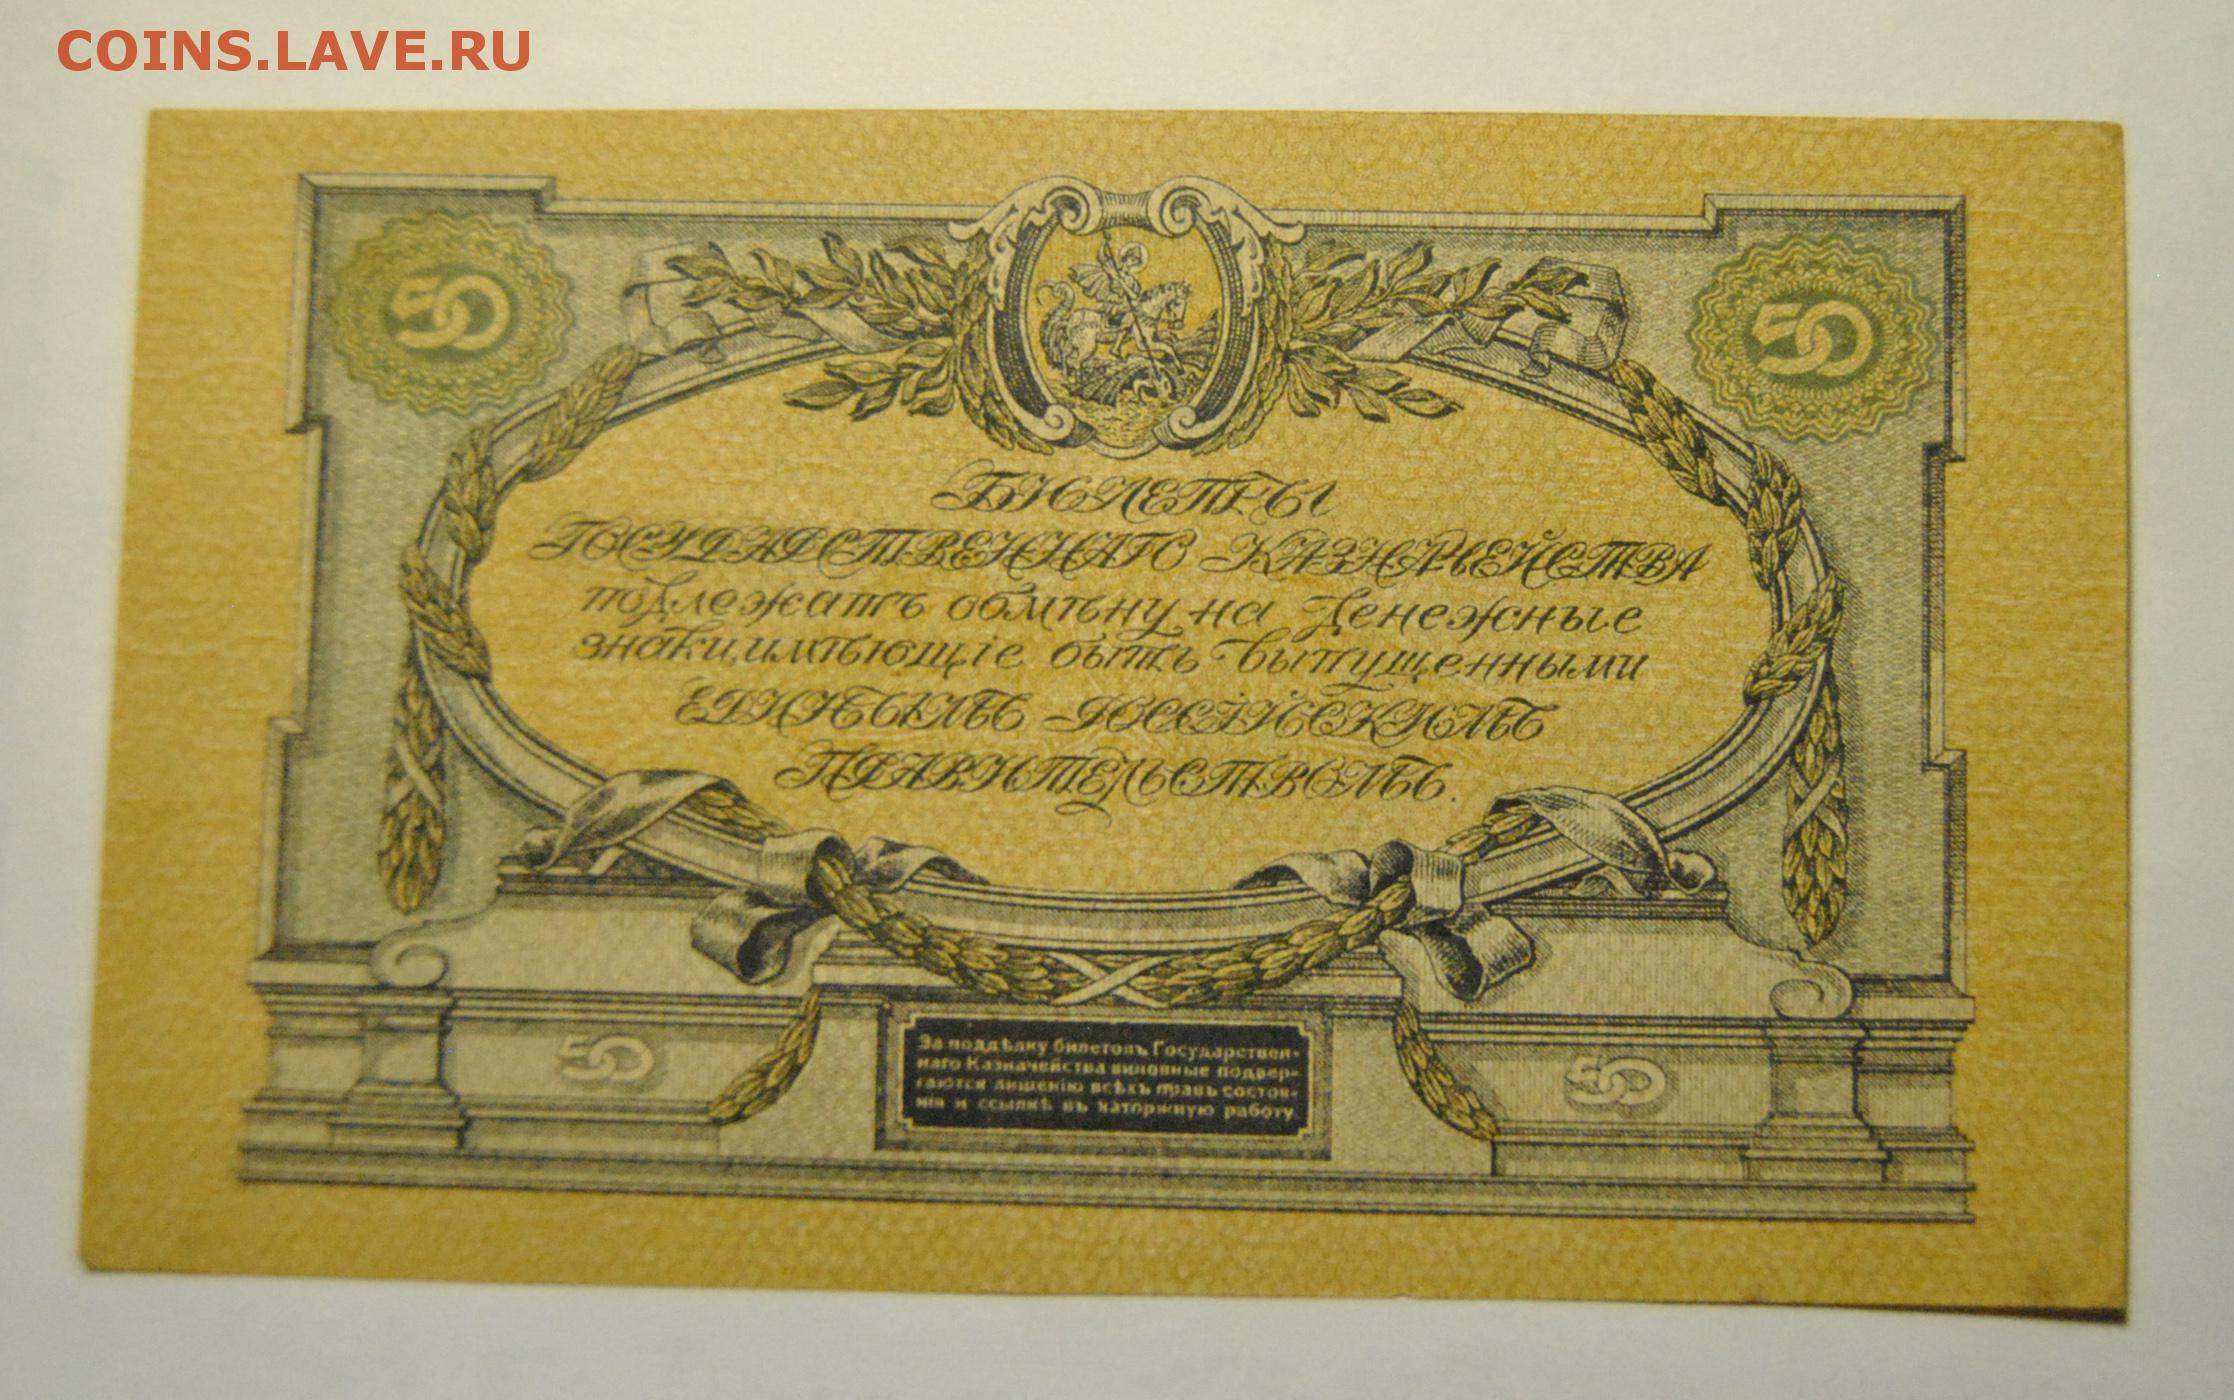 COINS.LAVE.RU
50
50
БИЛЕТЫ
ГОСУДАРСТВЕННАГО КАЗНАЧЕЙСТВА
подлежатъ обмѣну на денежные
знаки, имѣющіе быть выпущенными
ЕДИНЫМЪ РОССІЙСКИМЪ
ПРАВИТЕЛЬСТВОМЪ.
50
50
За поддѣлку билетовъ Государствен-
наго Казначейства виновные подвер-
гаются лишенію всѣхъ правъ состоя-
нія и ссылкѣ въ каторжную работу